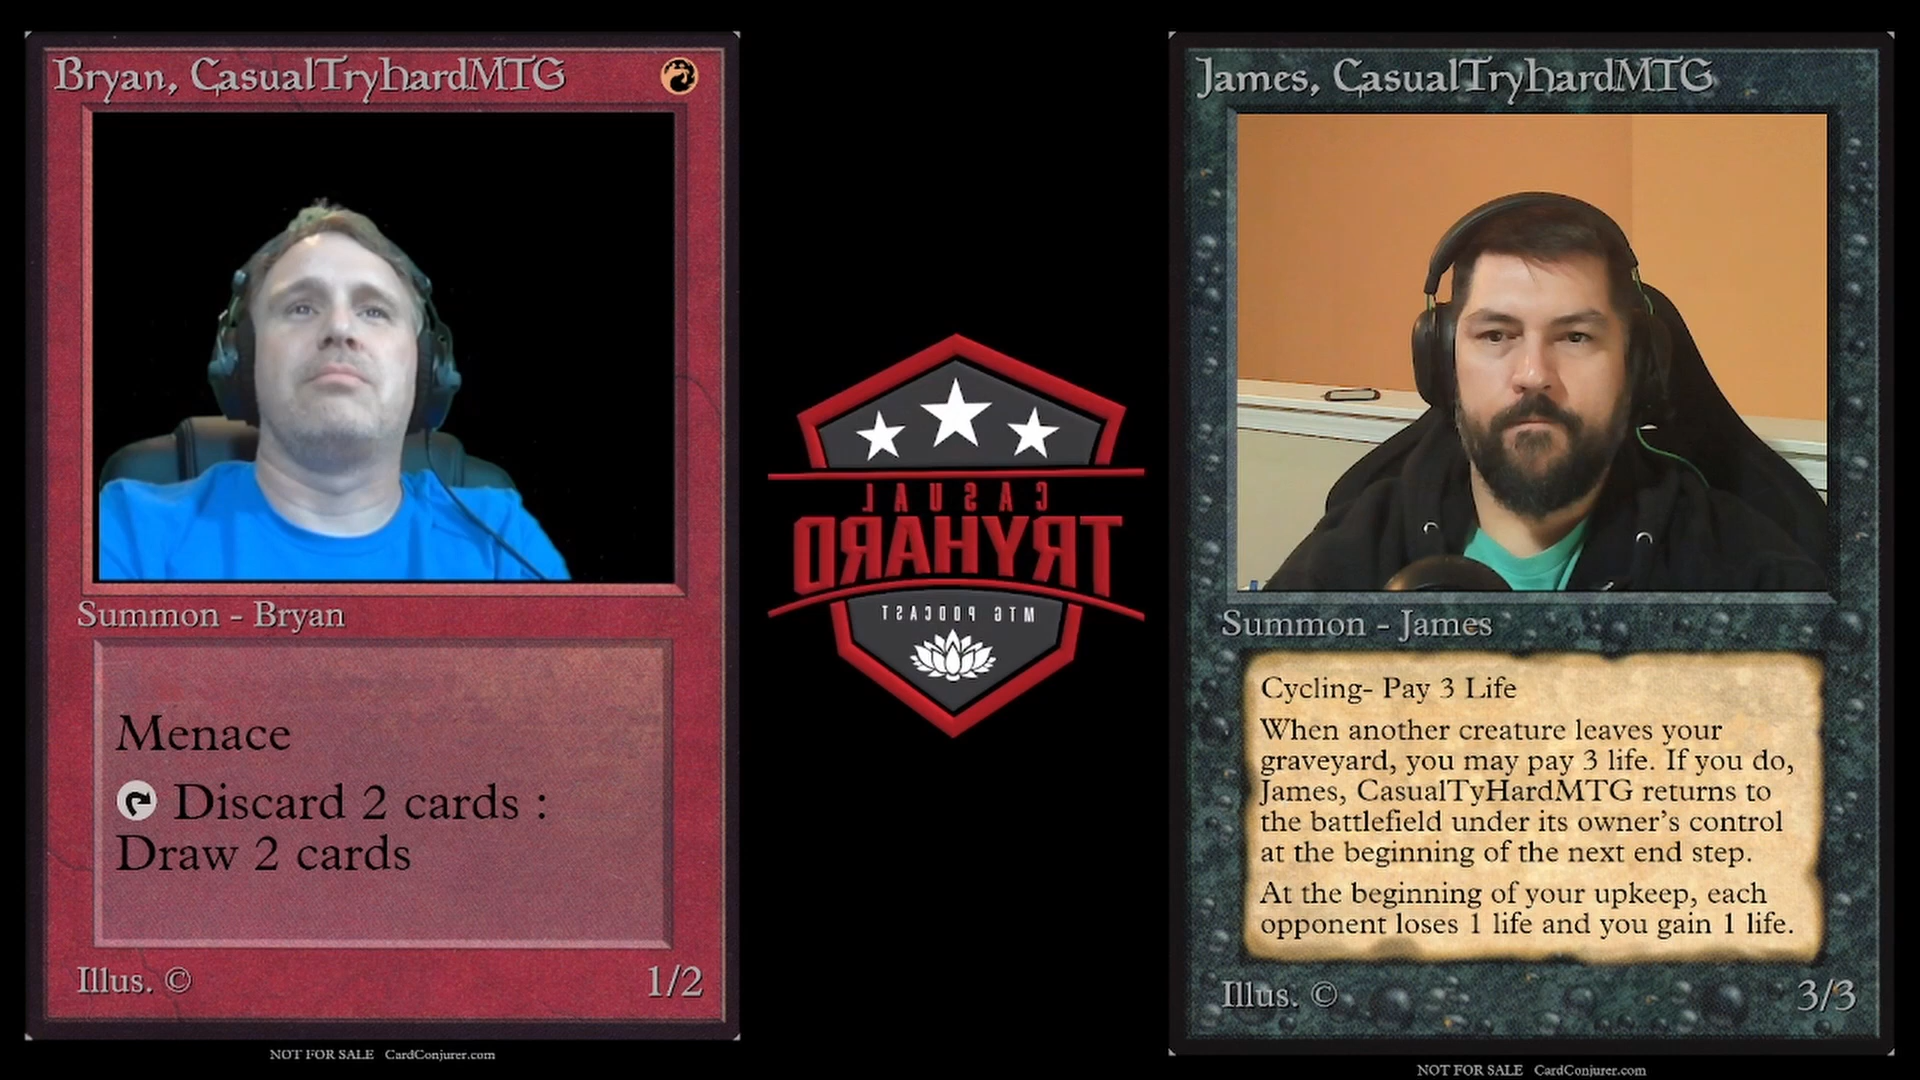 Bryan, CasualTryhardMTG
Summon - Bryan
Menace
Discard 2 cards :
Draw 2 cards
Illus. ©
1/2
NOT FOR SALE CardConjurer.com
CASUAL
TRYHARD
MTG PODCAST
James, CasualTryhardMTG
Summon - James
Cycling- Pay 3 Life
When another creature leaves your
graveyard, you may pay 3 life. If you do,
James, CasualTyHardMTG returns to
the battlefield under its owner's control
at the beginning of the next end step.
At the beginning of your upkeep, each
opponent loses 1 life and you gain 1 life.
Illus. ©
3/3
NOT FOR SALE CardConjurer.com